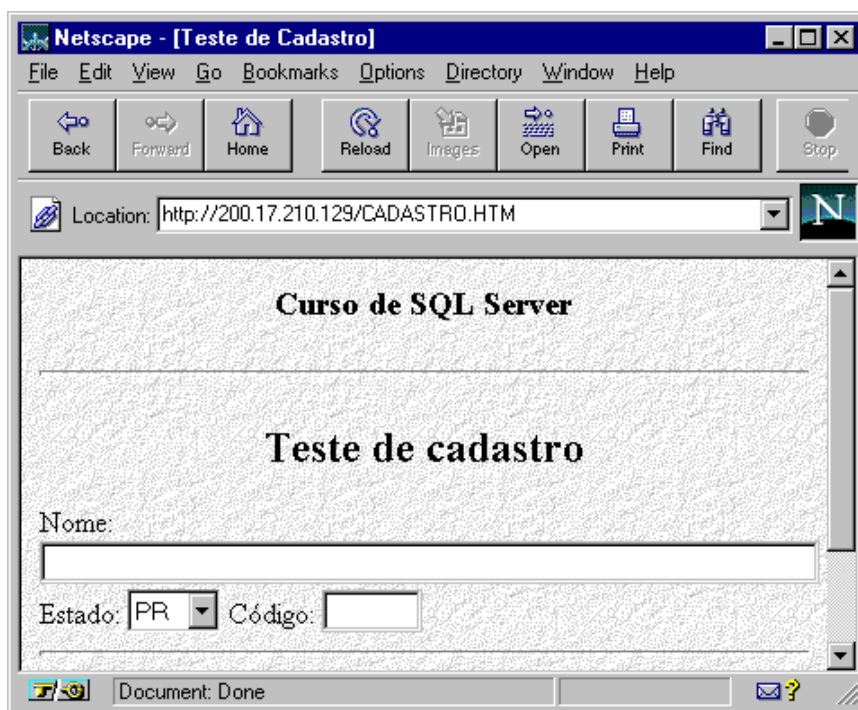 Netscape - [Teste de Cadastro]
File Edit View Go Bookmarks Options Directory Window Help
Back Forward Home Reload Images Open Print Find Stop
Location: http://200.17.210.129/CADASTRO.HTM
N
Curso de SQL Server
Teste de cadastro
Nome:
Estado: PR Código:
Document: Done
?